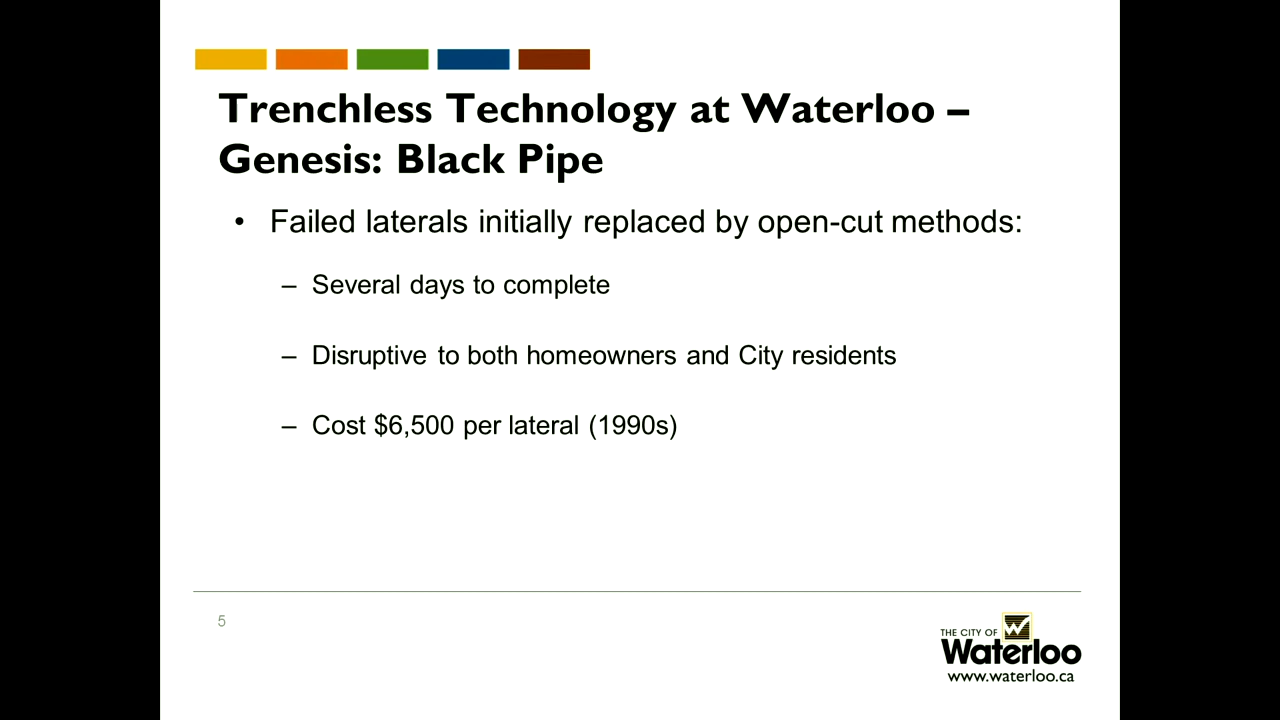 Trenchless Technology at Waterloo –
Genesis: Black Pipe
• Failed laterals initially replaced by open-cut methods:
– Several days to complete
– Disruptive to both homeowners and City residents
– Cost $6,500 per lateral (1990s)
5
THE CITY OF
Waterloo
www.waterloo.ca